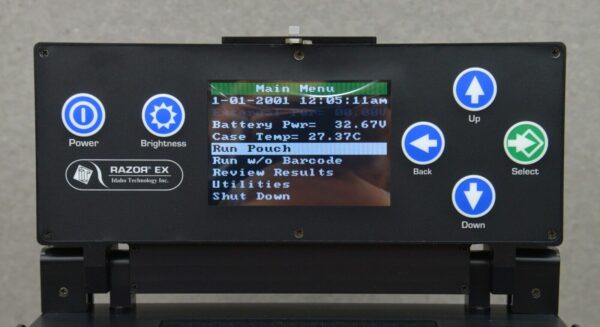 Main Menu
1-01-2001 12:05:11am
Battery Pwr= 32.67V
Case Temp= 27.37C
Run Pouch
Run w/o Barcode
Review Results
Utilities
Shut Down
Power
Brightness
RAZOR® EX
Idaho Technology Inc.
Up
Back
Select
Down